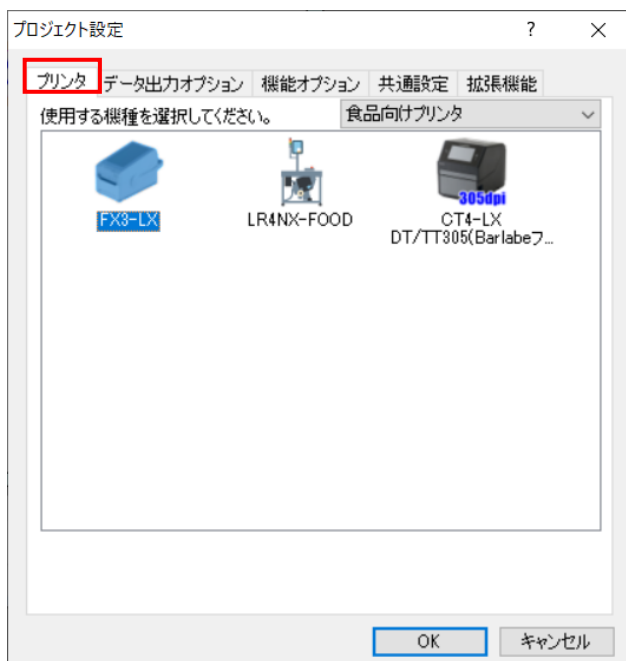 プロジェクト設定 ? ×
プリンタ データ出力オプション 機能オプション 共通設定 拡張機能
使用する機種を選択してください。 食品向けプリンタ
305dpi
FX3-LX LR4NX-FOOD CT4-LX
DT/TT305(Barlabeフ...
OK キャンセル